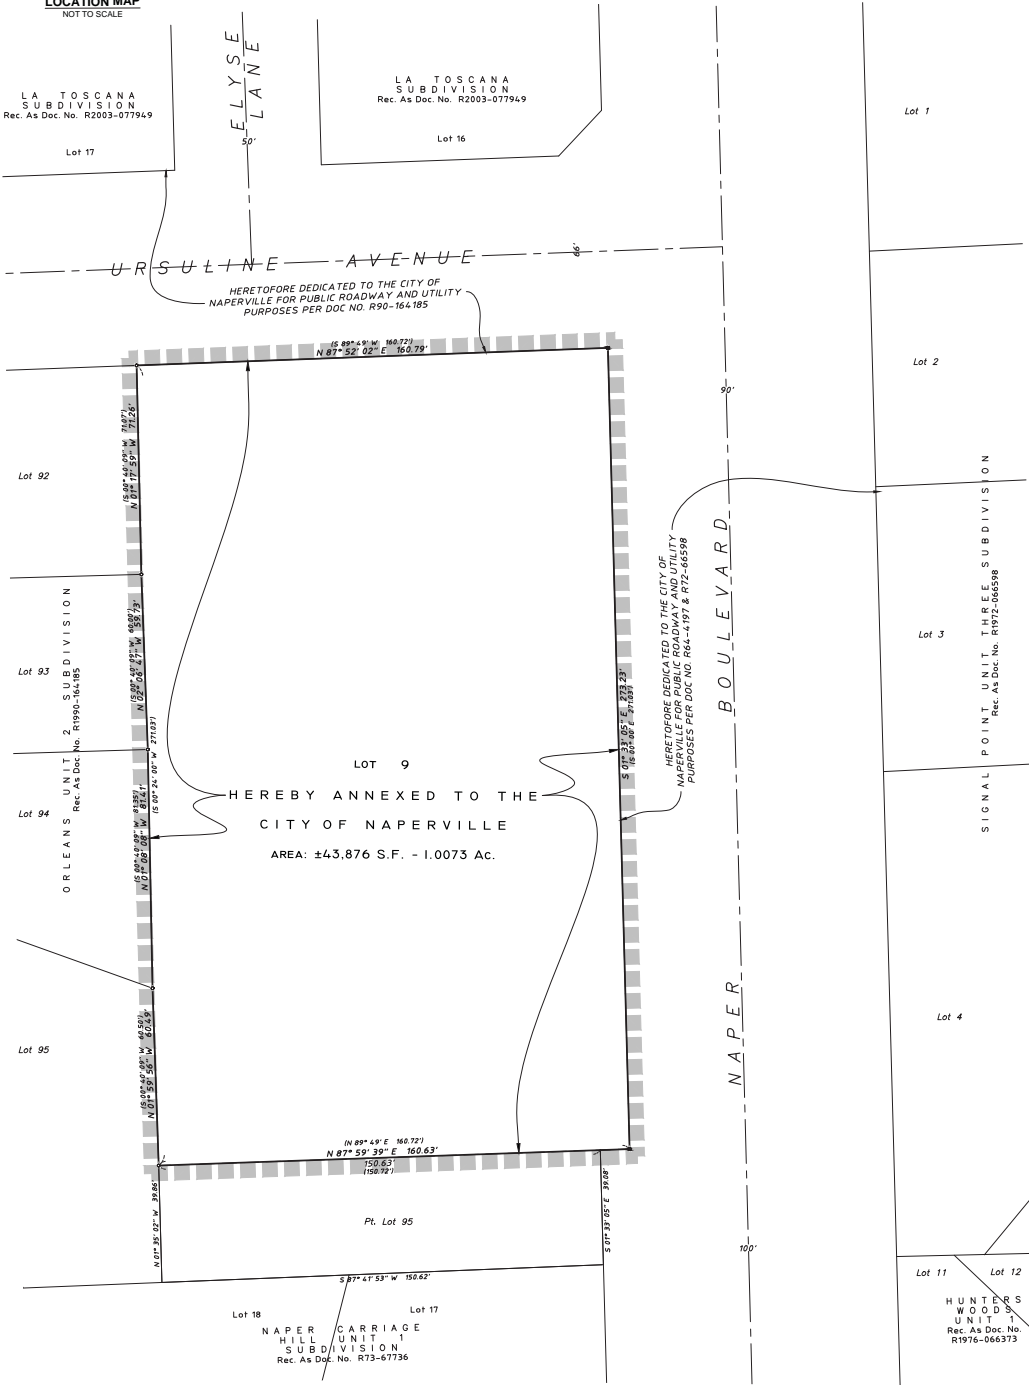 LOCATION MAP
NOT TO SCALE
ELYSE
LANE
50'
LA TOSCANA
SUBDIVISION
Rec. As Doc. No. R2003-077949
Lot 17
LA TOSCANA
SUBDIVISION
Rec. As Doc. No. R2003-077949
Lot 16
Lot 1
URSULINE AVENUE
66'
HERETOFORE DEDICATED TO THE CITY OF
NAPERVILLE FOR PUBLIC ROADWAY AND UTILITY
PURPOSES PER DOC NO. R90-164185
(S 89° 49' W 160.72')
N 87° 52' 02" E 160.79'
Lot 2
90'
(S 00° 40' 09" W 71.07')
N 01° 17' 59" W 71.26'
Lot 92
(S 00° 40' 09" W 60.00')
N 02° 06' 47" W 59.73'
ORLEANS UNIT 2 SUBDIVISION
Rec. As Doc. No. R1990-164185
Lot 93
(S 00° 24' 00" W 271.03')
(S 00° 40' 09" W 81.35')
N 01° 08' 08" W 81.41'
Lot 94
LOT 9
HEREBY ANNEXED TO THE
CITY OF NAPERVILLE
AREA: ±43,876 S.F. - 1.0073 Ac.
S 01° 33' 05" E 273.23'
(S 00° 00' E 271.03')
HERETOFORE DEDICATED TO THE CITY OF
NAPERVILLE FOR PUBLIC ROADWAY AND UTILITY
PURPOSES PER DOC NO. R64-4197 & R72-66598
NAPER BOULEVARD
Lot 3
SIGNAL POINT UNIT THREE SUBDIVISION
Rec. As Doc. No. R1972-066598
Lot 4
(S 00° 40' 09" W 60.50')
N 01° 59' 56" W 60.49'
Lot 95
(N 89° 49' E 160.72')
N 87° 59' 39" E 160.63'
150.63'
(150.72')
N 01° 35' 02" W 39.86'
Pt. Lot 95
S 01° 33' 05" E 39.08'
100'
S 87° 41' 53" W 150.62'
Lot 18
Lot 17
NAPER CARRIAGE
HILL UNIT 1
SUBDIVISION
Rec. As Doc. No. R73-67736
Lot 11
Lot 12
HUNTERS
WOODS
UNIT 1
Rec. As Doc. No.
R1976-066373